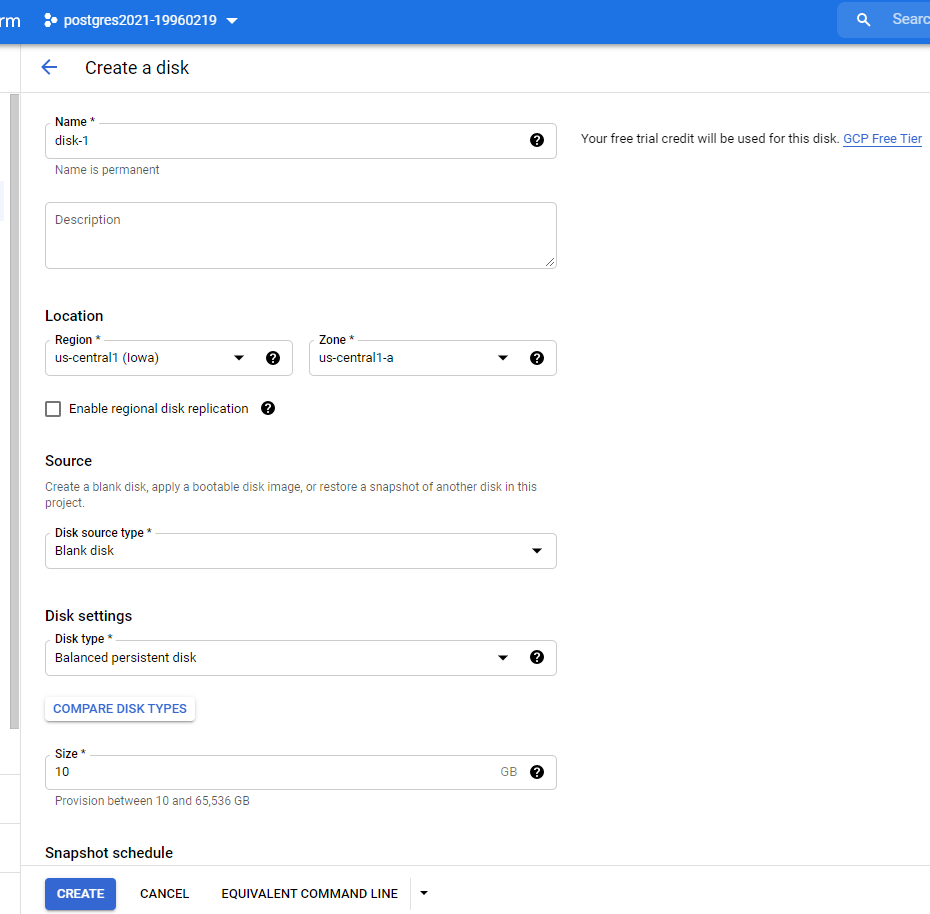 rm postgres2021-19960219 Searc
Create a disk
Name *
disk-1
Name is permanent
Your free trial credit will be used for this disk. GCP Free Tier
Description
Location
Region *
us-central1 (Iowa)
Zone *
us-central1-a
Enable regional disk replication
Source
Create a blank disk, apply a bootable disk image, or restore a snapshot of another disk in this
project.
Disk source type *
Blank disk
Disk settings
Disk type *
Balanced persistent disk
COMPARE DISK TYPES
Size *
10 GB
Provision between 10 and 65,536 GB
Snapshot schedule
CREATE CANCEL EQUIVALENT COMMAND LINE